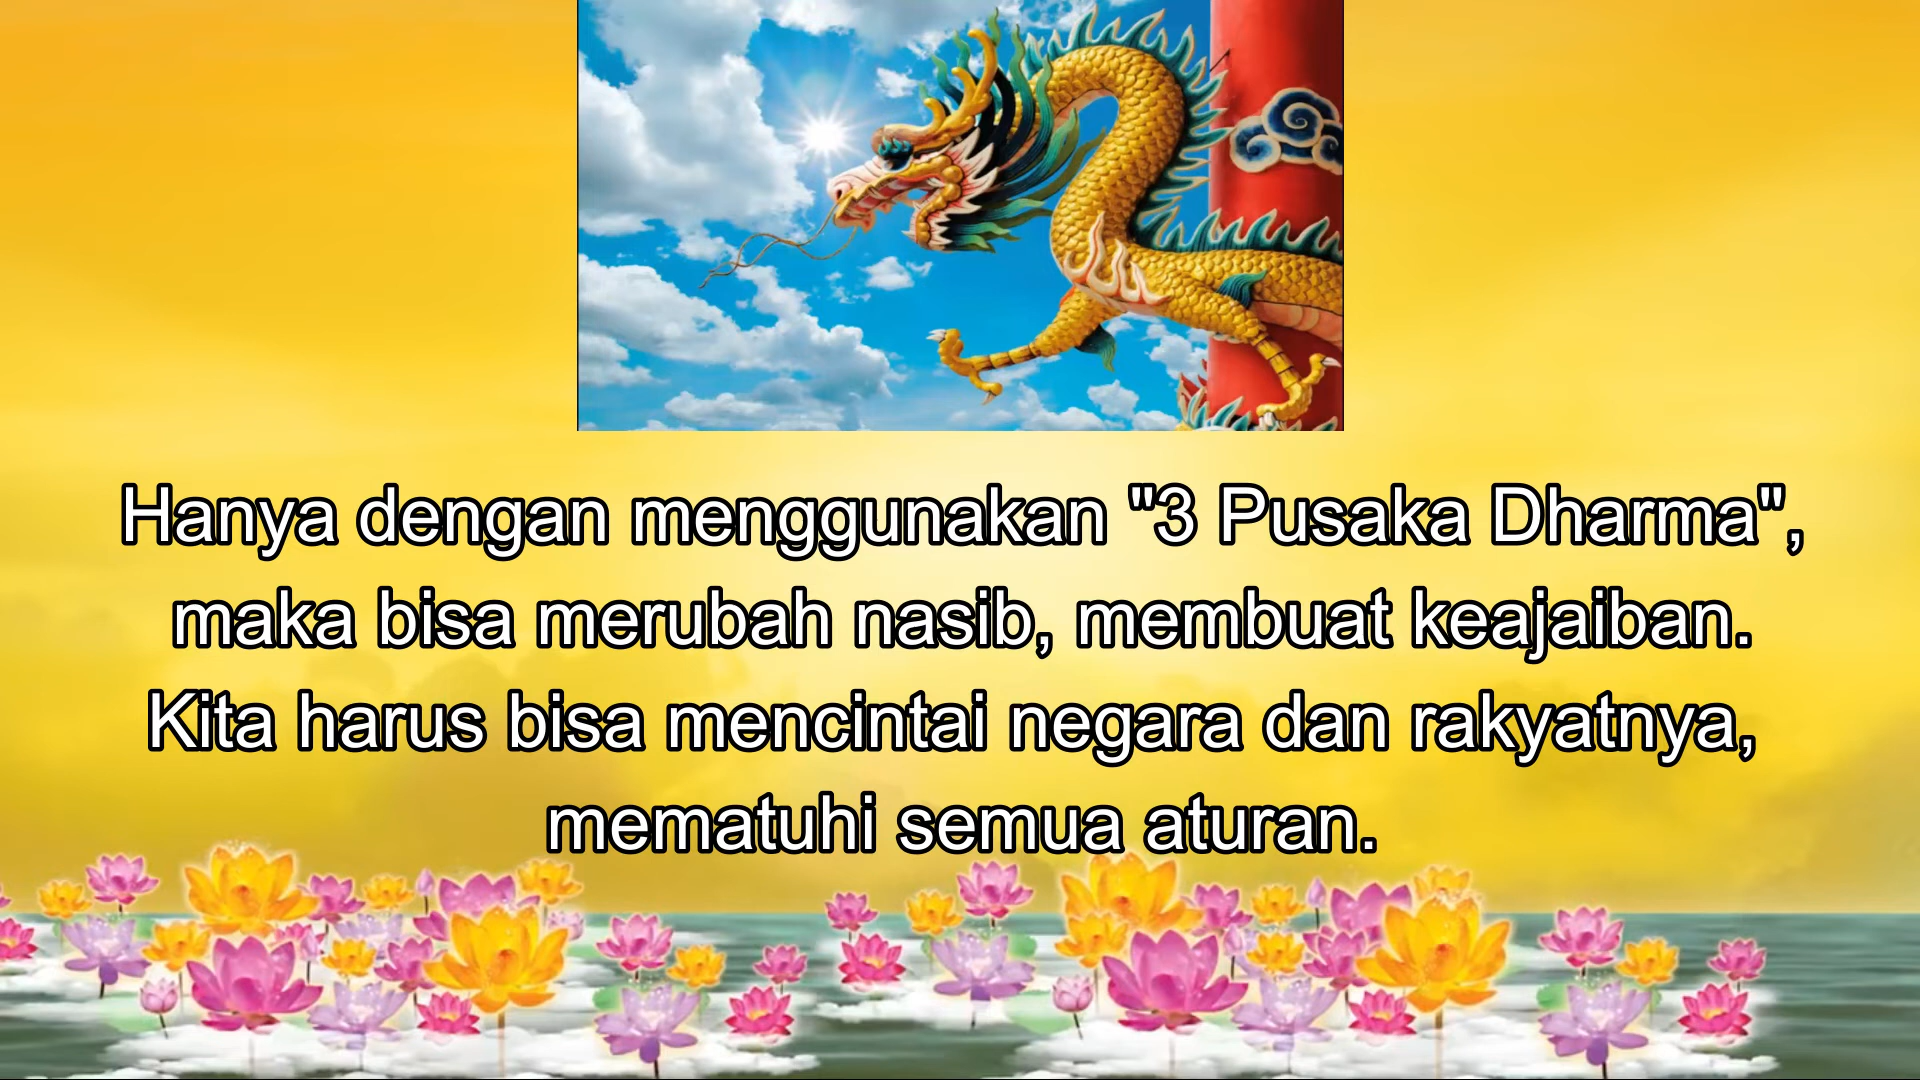 Hanya dengan menggunakan "3 Pusaka Dharma",
maka bisa merubah nasib, membuat keajaiban.
Kita harus bisa mencintai negara dan rakyatnya,
mematuhi semua aturan.